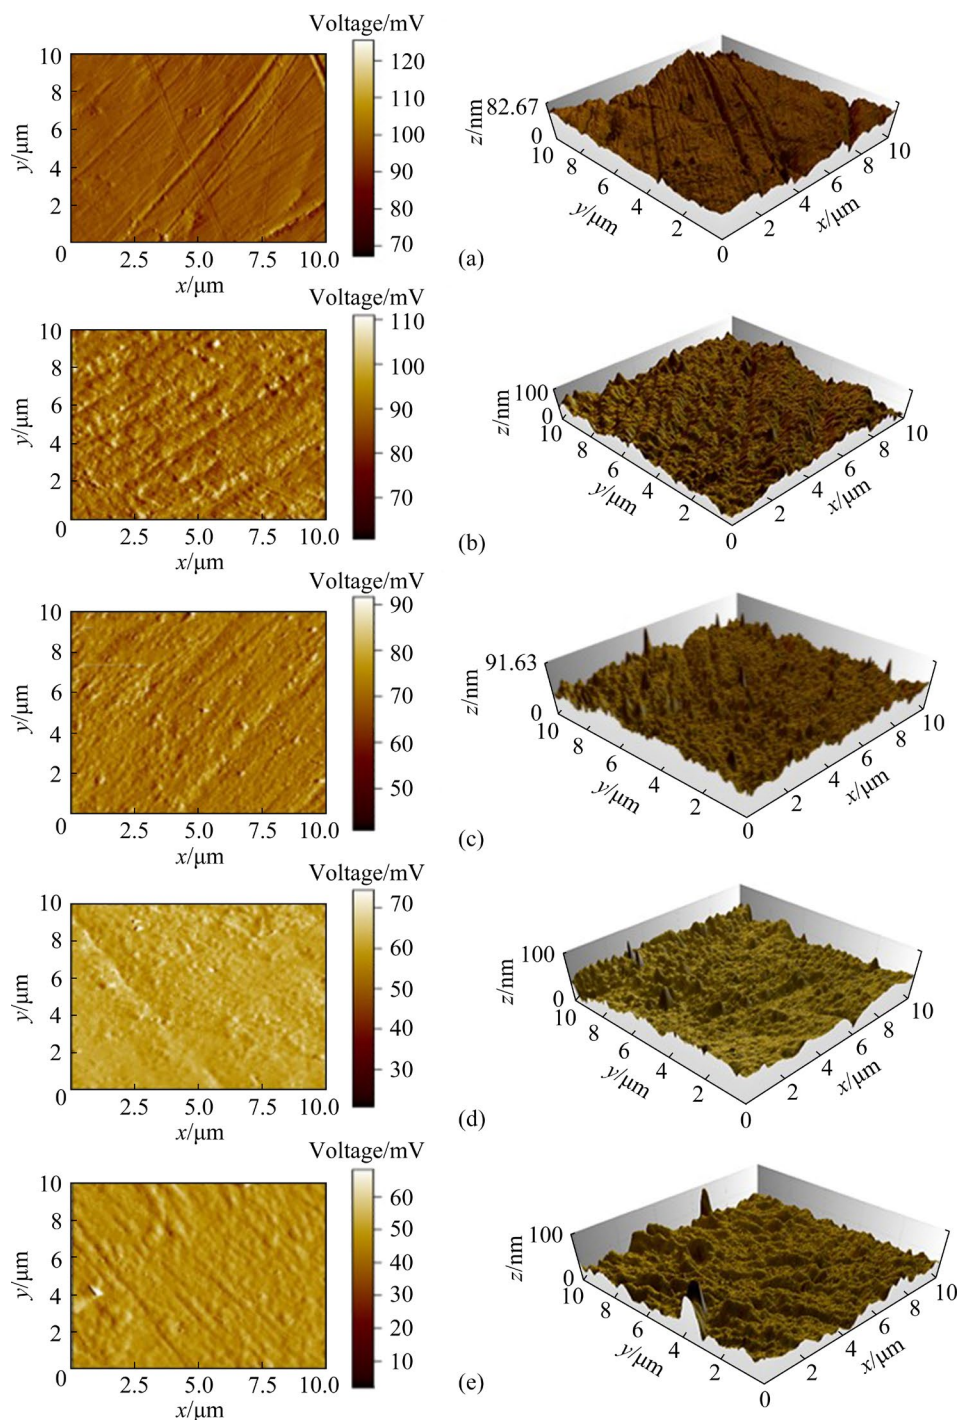 Voltage/mV
10
8
6
4
2
0
y/μm
2.5 5.0 7.5 10.0
x/μm
120
110
100
90
80
70
82.67
0
z/nm
10 8 6 4 2
y/μm
0
2 4 6 8 10
x/μm
(a)
Voltage/mV
10
8
6
4
2
0
y/μm
2.5 5.0 7.5 10.0
x/μm
110
100
90
80
70
100
0
z/nm
10 8 6 4 2
y/μm
0
2 4 6 8 10
x/μm
(b)
Voltage/mV
10
8
6
4
2
0
y/μm
2.5 5.0 7.5 10.0
x/μm
90
80
70
60
50
91.63
0
z/nm
10 8 6 4 2
y/μm
0
2 4 6 8 10
x/μm
(c)
Voltage/mV
10
8
6
4
2
0
y/μm
2.5 5.0 7.5 10.0
x/μm
70
60
50
40
30
100
0
z/nm
10 8 6 4 2
y/μm
0
2 4 6 8 10
x/μm
(d)
Voltage/mV
10
8
6
4
2
0
y/μm
2.5 5.0 7.5 10.0
x/μm
60
50
40
30
20
10
100
0
z/nm
10 8 6 4 2
y/μm
0
2 4 6 8 10
x/μm
(e)